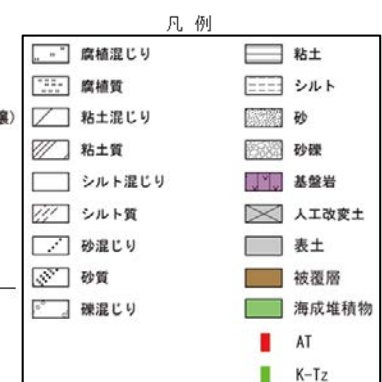 凡 例
壌)
腐植混じり 粘土
腐植質 シルト
粘土混じり 砂
粘土質 砂礫
シルト混じり 基盤岩
シルト質 人工改変土
砂混じり 表土
砂質 被覆層
礫混じり 海成堆積物
AT
K-Tz